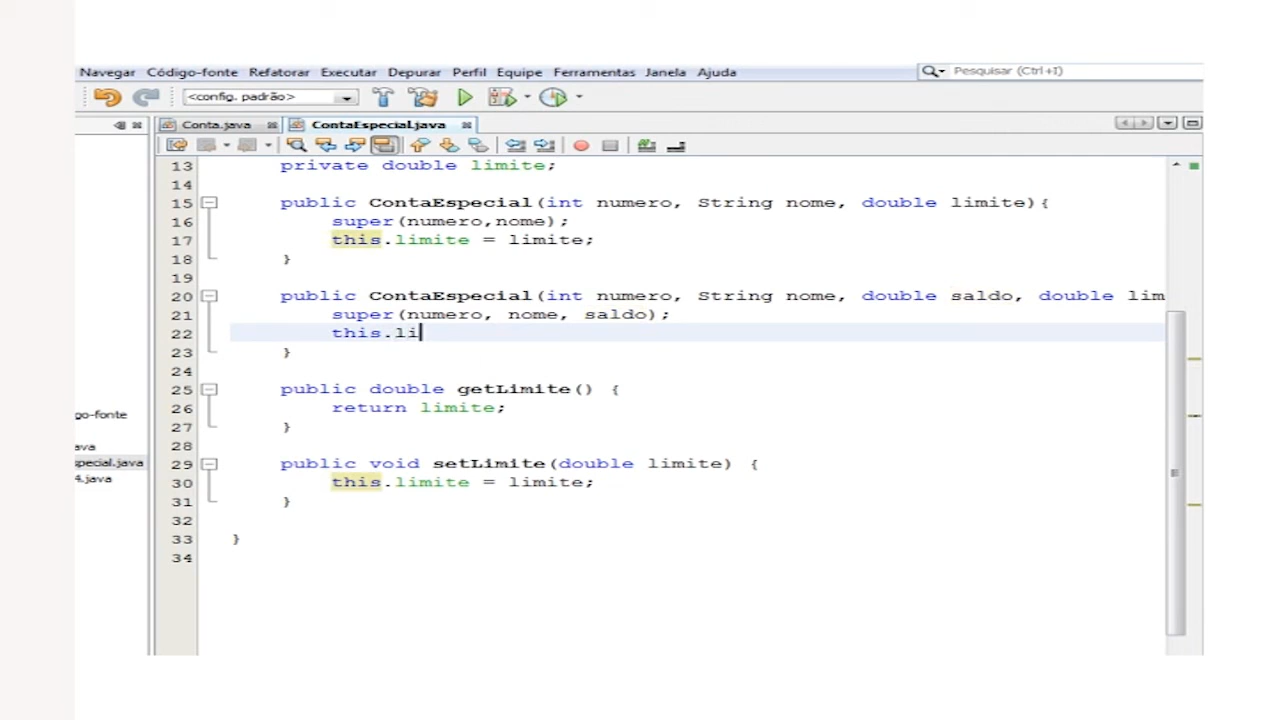 Navegar Código-fonte Refatorar Executar Depurar Perfil Equipe Ferramentas Janela Ajuda
Pesquisar (Ctrl+I)
<config. padrão>
Conta.java ContaEspecial.java
13 private double limite;
14
15 public ContaEspecial(int numero, String nome, double limite){
16 super(numero,nome);
17 this.limite = limite;
18 }
19
20 public ContaEspecial(int numero, String nome, double saldo, double lim
21 super(numero, nome, saldo);
22 this.li
23 }
24
25 public double getLimite() {
26 return limite;
27 }
28
29 public void setLimite(double limite) {
30 this.limite = limite;
31 }
32
33 }
34
go-fonte
ava
special.java
4.java